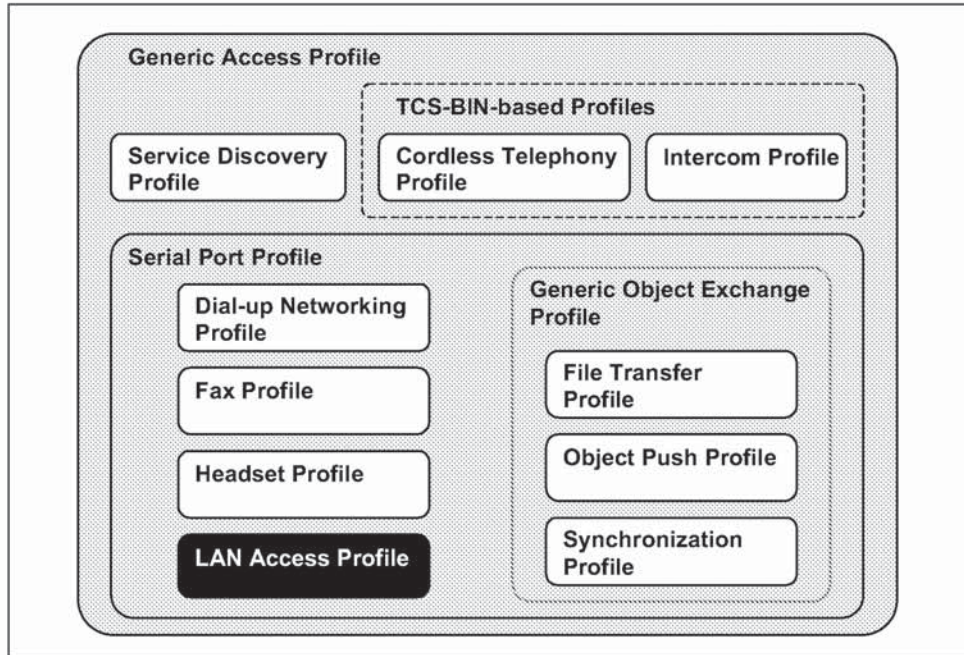 Generic Access Profile
TCS-BIN-based Profiles
Service Discovery
Profile
Cordless Telephony
Profile
Intercom Profile
Serial Port Profile
Dial-up Networking
Profile
Fax Profile
Headset Profile
LAN Access Profile
Generic Object Exchange
Profile
File Transfer
Profile
Object Push Profile
Synchronization
Profile